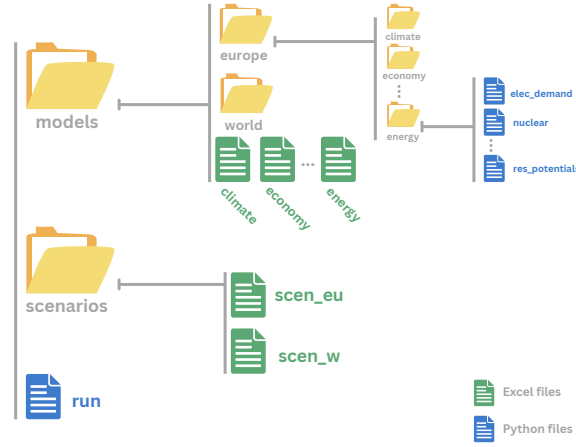 climate
europe
economy
elec_demand
models
world
energy
nuclear
res_potentials
climate
economy
energy
scenarios
scen_eu
scen_w
run
Excel files
Python files